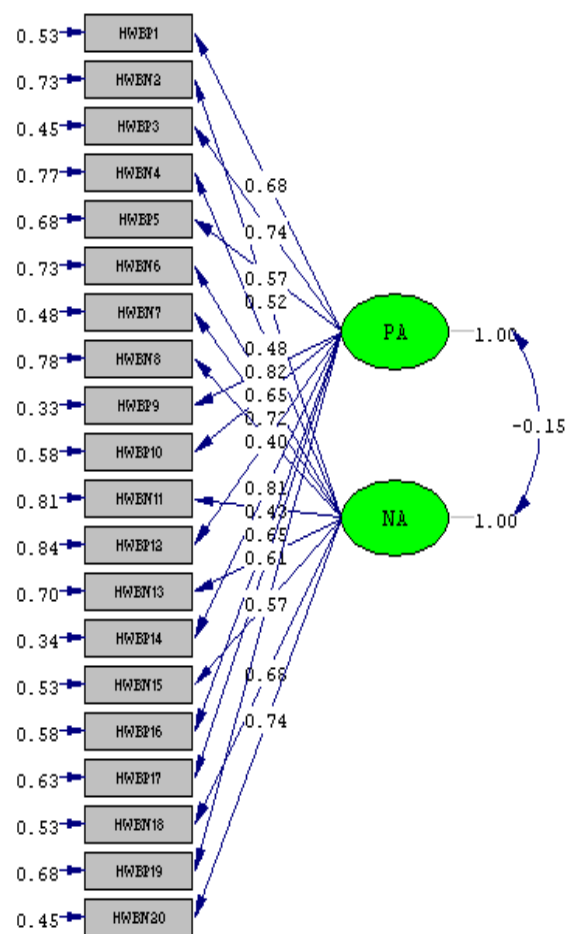 0.53 HWBP1
0.73 HWBN2
0.45 HWBP3
0.77 HWBN4
0.68 HWBP5
0.73 HWBN6
0.48 HWBN7
0.78 HWBN8
0.33 HWBP9
0.58 HWBP10
0.81 HWBN11
0.84 HWBP12
0.70 HWBN13
0.34 HWBP14
0.53 HWBN15
0.58 HWBP16
0.63 HWBP17
0.53 HWBN18
0.68 HWBP19
0.45 HWBN20
0.68
0.74
0.57
0.52
0.48
0.82
0.65
0.72
0.40
0.81
0.43
0.65
0.61
0.57
0.68
0.74
PA
1.00
-0.15
NA
1.00